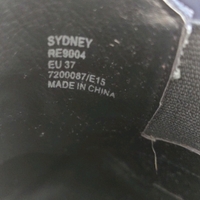 SYDNEY
RE9004
EU 37
7200087/E15
MADE IN CHINA